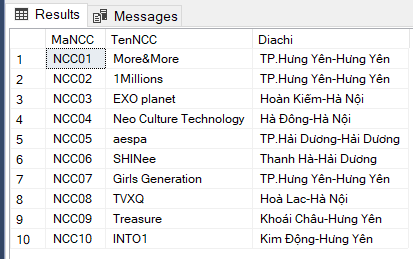 Results Messages
MaNCC TenNCC Diachi
1 NCC01 More&More TP.Hưng Yên-Hưng Yên
2 NCC02 1Millions TP.Hưng Yên-Hưng Yên
3 NCC03 EXO planet Hoàn Kiếm-Hà Nội
4 NCC04 Neo Culture Technology Hà Đông-Hà Nội
5 NCC05 aespa TP.Hải Dương-Hải Dương
6 NCC06 SHINee Thanh Hà-Hải Dương
7 NCC07 Girls Generation TP.Hưng Yên-Hưng Yên
8 NCC08 TVXQ Hoà Lac-Hà Nội
9 NCC09 Treasure Khoái Châu-Hưng Yên
10 NCC10 INTO1 Kim Động-Hưng Yên